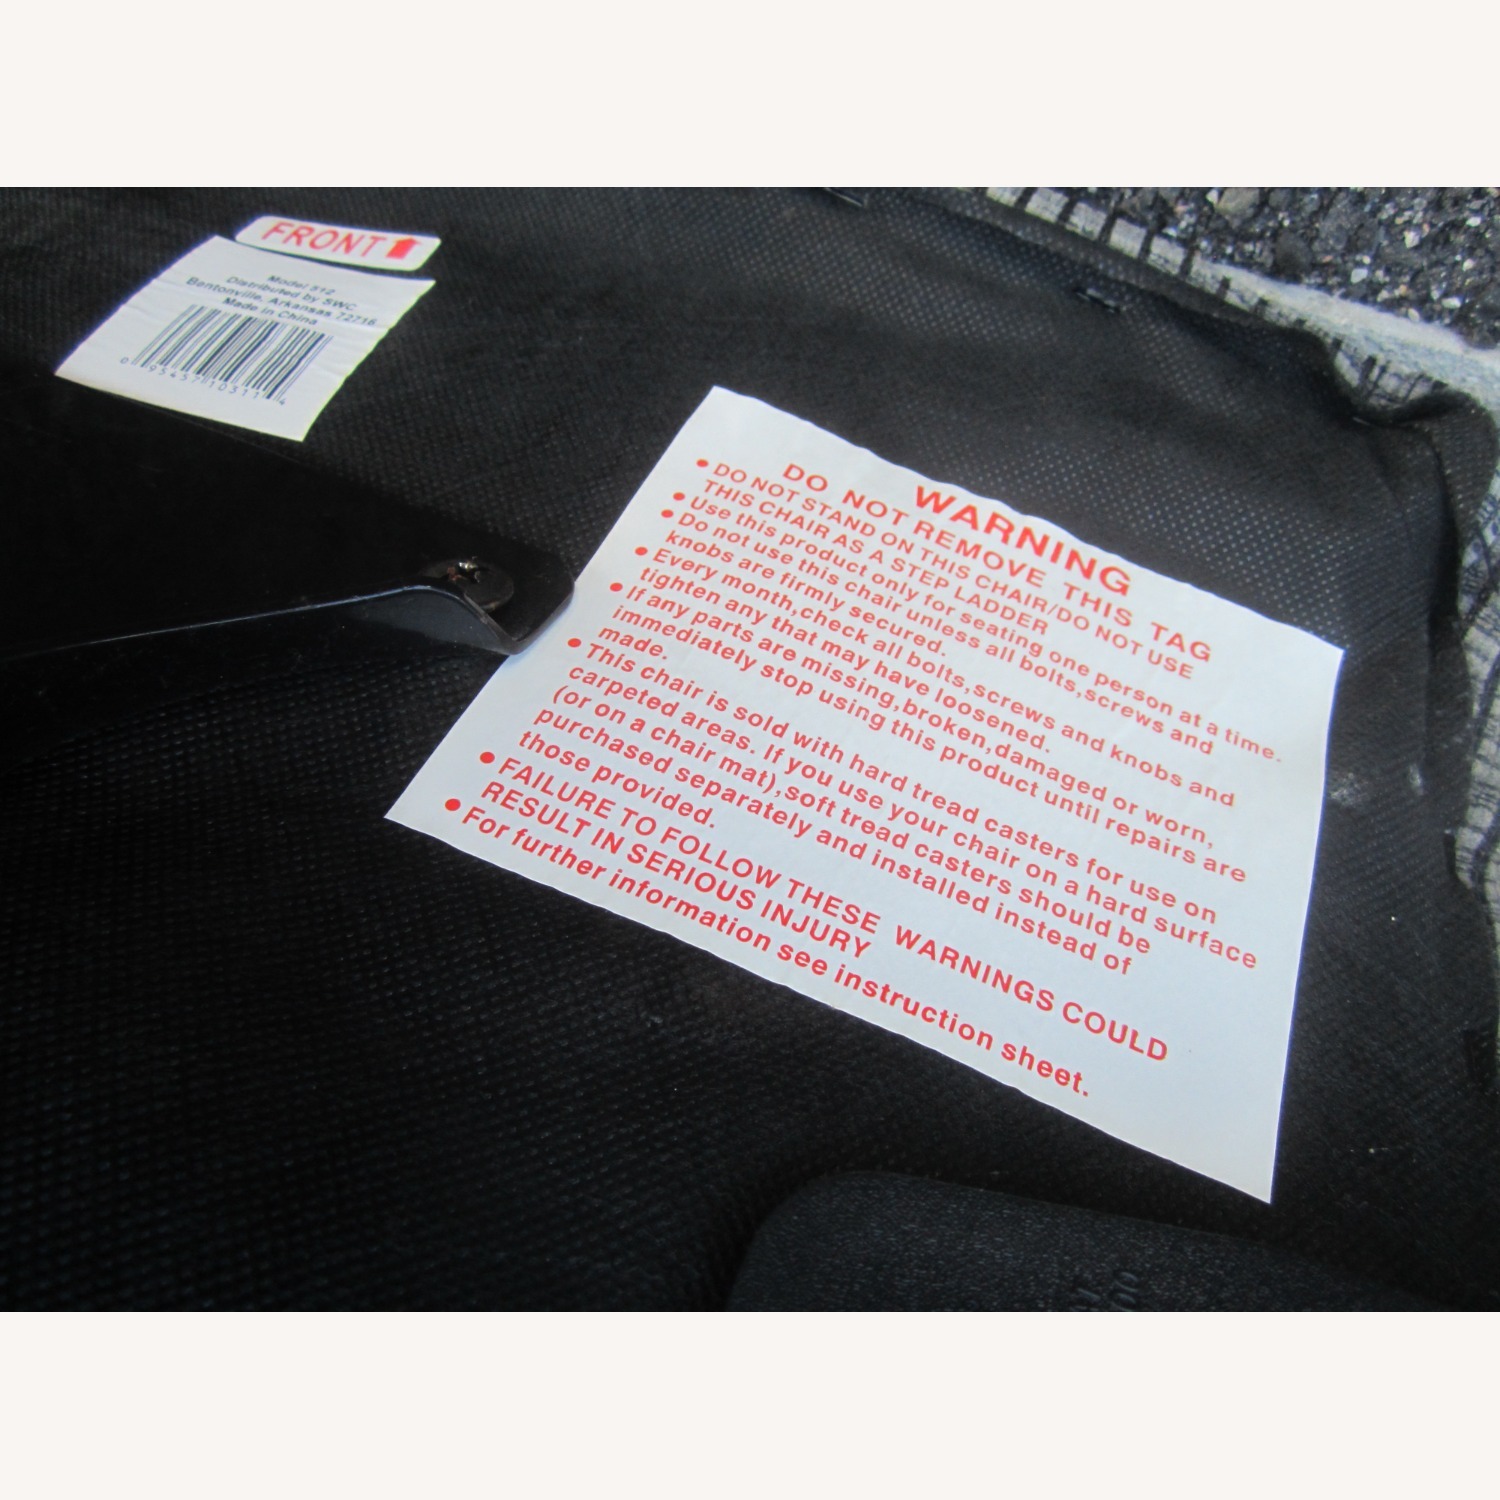 FRONT
Model 512
Distributed by SWC.
Bentonville, Arkansas 72716
Made in China
0 95457 10311 4
WARNING
DO NOT REMOVE THIS TAG
• DO NOT STAND ON THIS CHAIR/DO NOT USE
THIS CHAIR AS A STEP LADDER
• Use this product only for seating one person at a time.
• Do not use this chair unless all bolts,screws and
knobs are firmly secured.
• Every month,check all bolts,screws and knobs and
tighten any that may have loosened.
• If any parts are missing,broken,damaged or worn,
immediately stop using this product until repairs are
made.
• This chair is sold with hard tread casters for use on
carpeted areas. If you use your chair on a hard surface
(or on a chair mat),soft tread casters should be
purchased separately and installed instead of
those provided.
• FAILURE TO FOLLOW THESE WARNINGS COULD
RESULT IN SERIOUS INJURY
• For further information see instruction sheet.